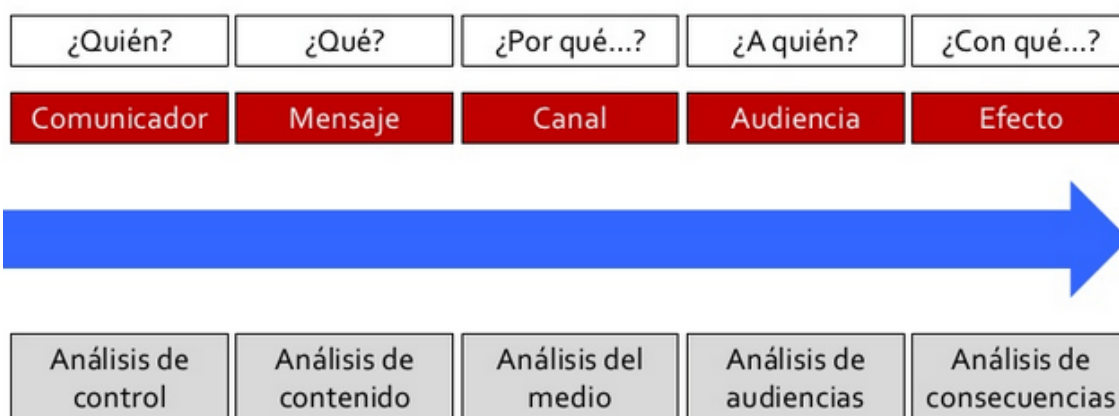 ¿Quién? ¿Qué? ¿Por qué...? ¿A quién? ¿Con qué...?
Comunicador Mensaje Canal Audiencia Efecto
Análisis de control
Análisis de contenido
Análisis del medio
Análisis de audiencias
Análisis de consecuencias